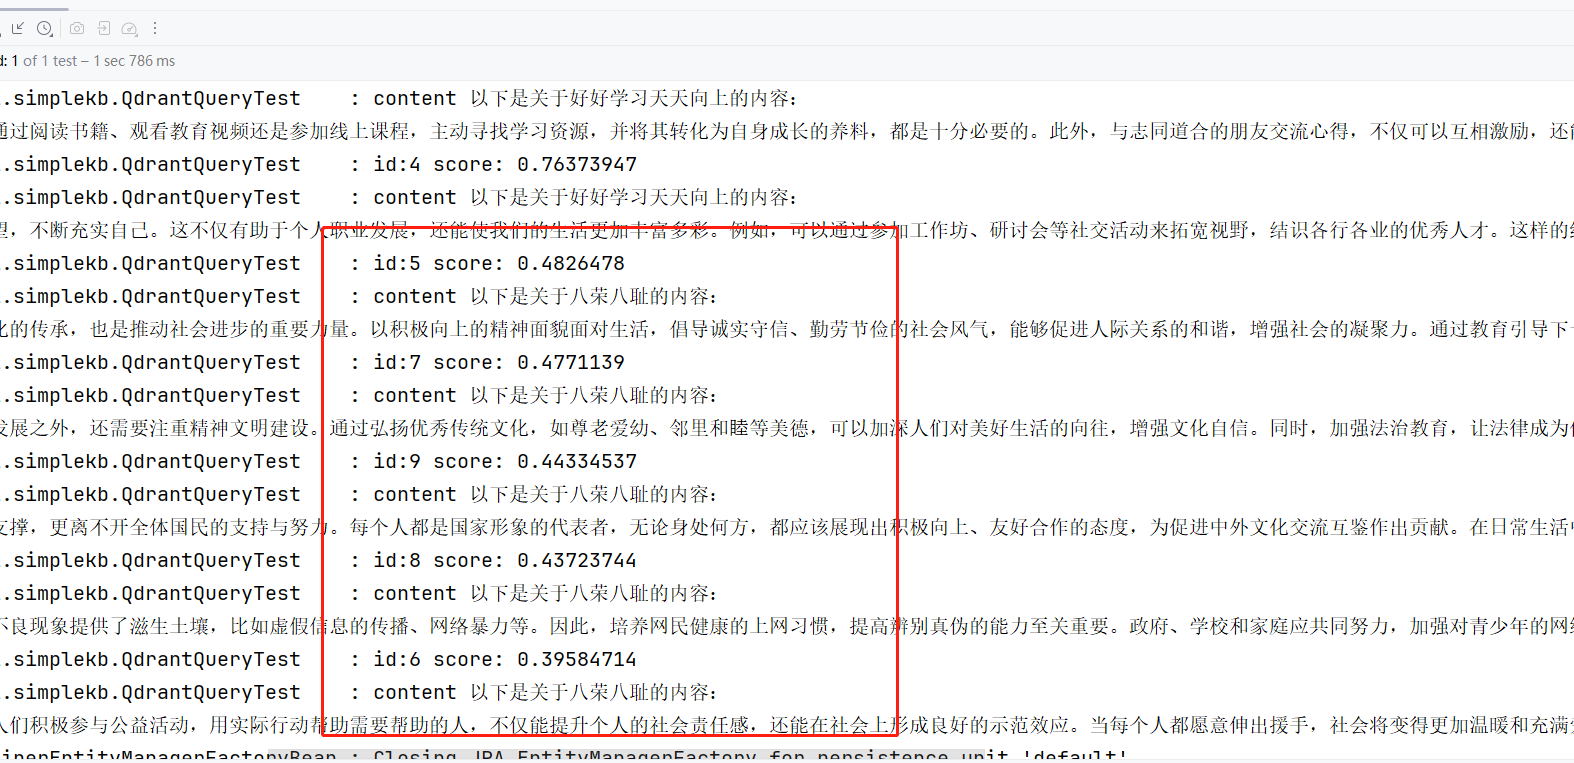 d: 1 of 1 test – 1 sec 786 ms
.simplekb.QdrantQueryTest : content 以下是关于好好学习天天向上的内容:
通过阅读书籍、观看教育视频还是参加线上课程，主动寻找学习资源，并将其转化为自身成长的养料，都是十分必要的。此外，与志同道合的朋友交流心得，不仅可以互相激励，还
.simplekb.QdrantQueryTest : id:4 score: 0.76373947
.simplekb.QdrantQueryTest : content 以下是关于好好学习天天向上的内容:
望，不断充实自己。这不仅有助于个人职业发展，还能使我们的生活更加丰富多彩。例如，可以通过参加工作坊、研讨会等社交活动来拓宽视野，结识各行各业的优秀人才。这样的
.simplekb.QdrantQueryTest : id:5 score: 0.4826478
.simplekb.QdrantQueryTest : content 以下是关于八荣八耻的内容:
化的传承，也是推动社会进步的重要力量。以积极向上的精神面貌面对生活，倡导诚实守信、勤劳节俭的社会风气，能够促进人际关系的和谐，增强社会的凝聚力。通过教育引导下
.simplekb.QdrantQueryTest : id:7 score: 0.4771139
.simplekb.QdrantQueryTest : content 以下是关于八荣八耻的内容:
发展之外，还需要注重精神文明建设。通过弘扬优秀传统文化，如尊老爱幼、邻里和睦等美德，可以加深人们对美好生活的向往，增强文化自信。同时，加强法治教育，让法律成为
.simplekb.QdrantQueryTest : id:9 score: 0.44334537
.simplekb.QdrantQueryTest : content 以下是关于八荣八耻的内容:
支撑，更离不开全体国民的支持与努力。每个人都是国家形象的代表者，无论身处何方，都应该展现出积极向上、友好合作的态度，为促进中外文化交流互鉴作出贡献。在日常生活
.simplekb.QdrantQueryTest : id:8 score: 0.43723744
.simplekb.QdrantQueryTest : content 以下是关于八荣八耻的内容:
不良现象提供了滋生土壤，比如虚假信息的传播、网络暴力等。因此，培养网民健康的上网习惯，提高辨别真伪的能力至关重要。政府、学校和家庭应共同努力，加强对青少年的网
.simplekb.QdrantQueryTest : id:6 score: 0.39584714
.simplekb.QdrantQueryTest : content 以下是关于八荣八耻的内容:
人们积极参与公益活动，用实际行动帮助需要帮助的人，不仅能提升个人的社会责任感，还能在社会上形成良好的示范效应。当每个人都愿意伸出援手，社会将变得更加温暖和充满
inerEntityManagerFactoryBean : Closing JPA EntityManagerFactory for persistence unit 'default'